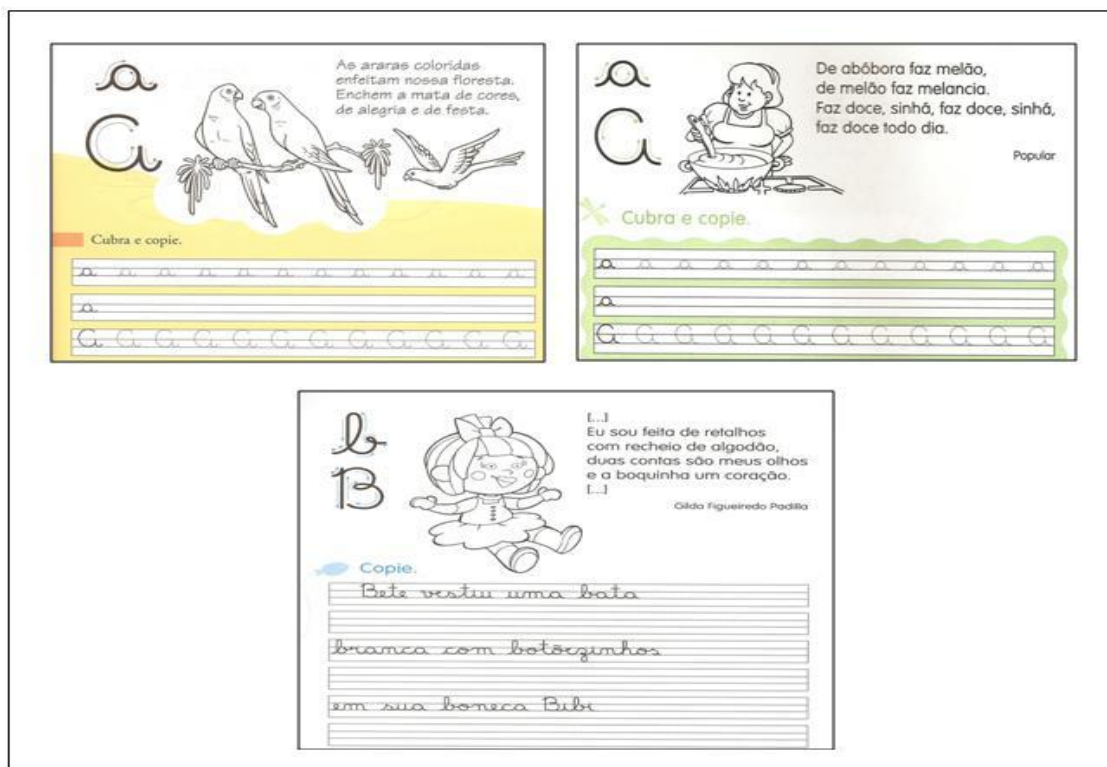 a
As araras coloridas
enfeitam nossa floresta.
Enchem a mata de cores,
de alegria e de festa.
A
Cubra e copie.
a a a a a a a a a a a a
a
A A A A A A A A A A A A
a
De abóbora faz melão,
de melão faz melancia.
Faz doce, sinhá, faz doce, sinhá,
faz doce todo dia.
Popular
A
Cubra e copie.
a a a a a a a a a a a a
a
A A A A A A A A A A A A
b
[...]
Eu sou feita de retalhos
com recheio de algodão,
duas contas são meus olhos
e a boquinha um coração.
[...]
Gilda Figueiredo Padilla
B
Copie.
Bete vestiu uma bata
branca com botõezinhos
em sua boneca Bibi